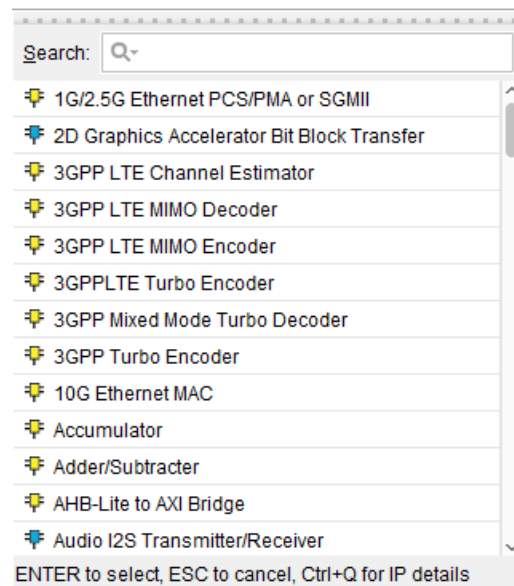 Search:
1G/2.5G Ethernet PCS/PMA or SGMII
2D Graphics Accelerator Bit Block Transfer
3GPP LTE Channel Estimator
3GPP LTE MIMO Decoder
3GPP LTE MIMO Encoder
3GPPLTE Turbo Encoder
3GPP Mixed Mode Turbo Decoder
3GPP Turbo Encoder
10G Ethernet MAC
Accumulator
Adder/Subtracter
AHB-Lite to AXI Bridge
Audio I2S Transmitter/Receiver
ENTER to select, ESC to cancel, Ctrl+Q for IP details